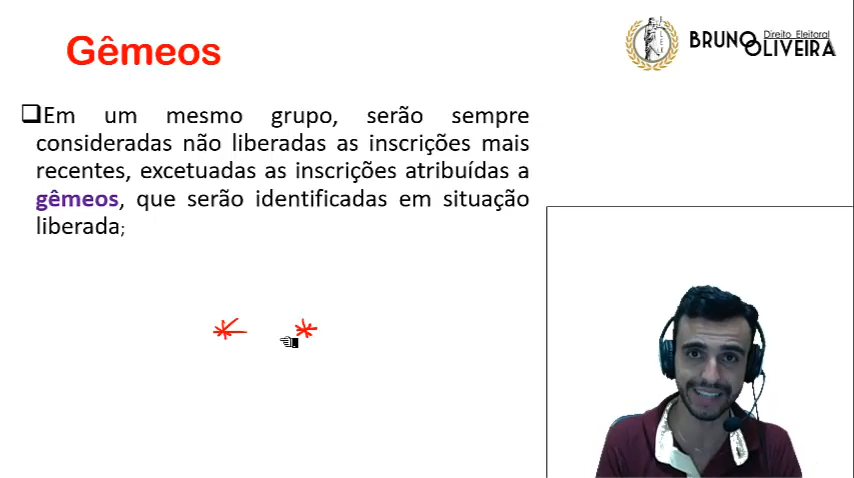 Gêmeos
Direito Eleitoral
BRUNO
OLIVEIRA
❑Em um mesmo grupo, serão sempre
consideradas não liberadas as inscrições mais
recentes, excetuadas as inscrições atribuídas a
gêmeos, que serão identificadas em situação
liberada;